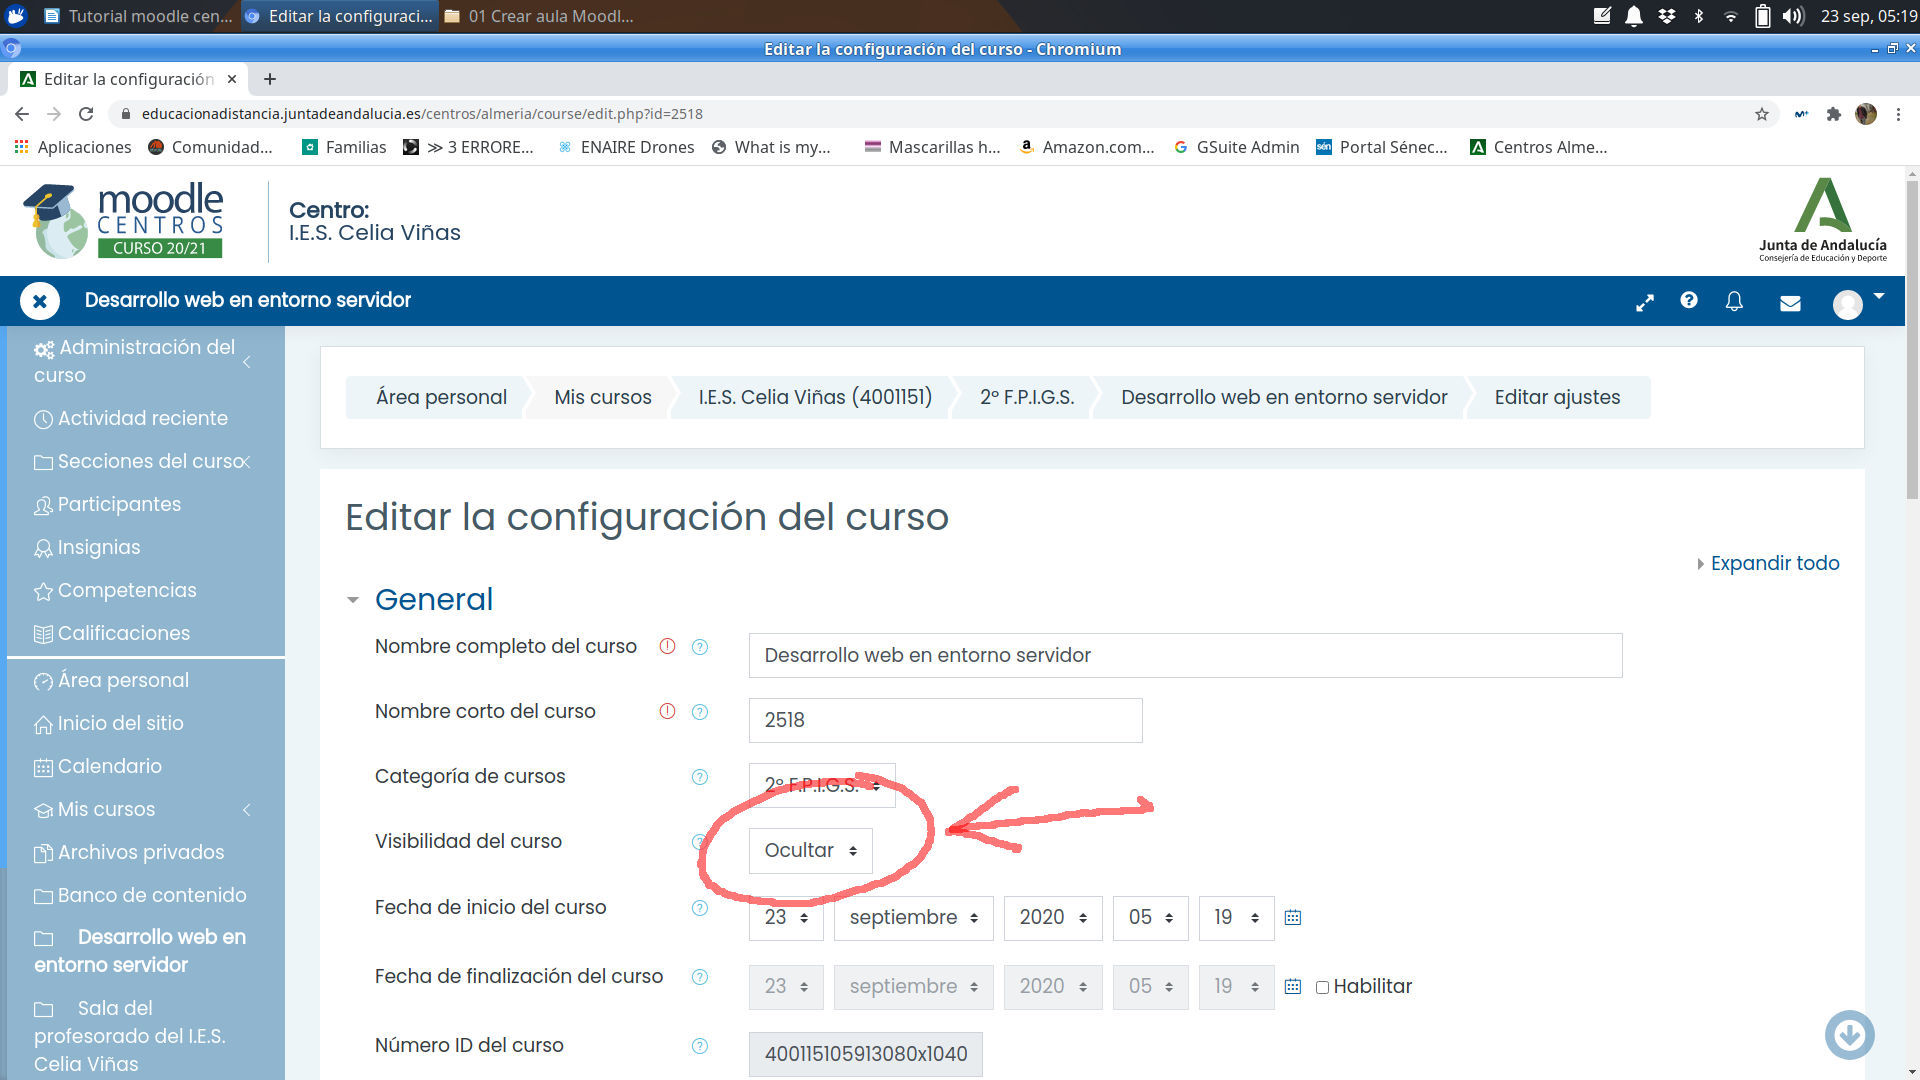 Tutorial moodle cen...
Editar la configuraci...
01 Crear aula Moodl...
23 sep, 05:19
Editar la configuración del curso - Chromium
Editar la configuración
educacionadistancia.juntadeandalucia.es/centros/almeria/course/edit.php?id=2518
Aplicaciones
Comunidad...
Familias
≫ 3 ERRORE...
ENAIRE Drones
What is my...
Mascarillas h...
Amazon.com...
GSuite Admin
sén
Portal Sénec...
Centros Alme...
moodle
CENTROS
CURSO 20/21
Centro:
I.E.S. Celia Viñas
Junta de Andalucía
Consejería de Educación y Deporte
Desarrollo web en entorno servidor
Administración del
curso
Actividad reciente
Secciones del curso
Participantes
Insignias
Competencias
Calificaciones
Área personal
Inicio del sitio
Calendario
Mis cursos
Archivos privados
Banco de contenido
Desarrollo web en
entorno servidor
Sala del
profesorado del I.E.S.
Celia Viñas
Área personal
Mis cursos
I.E.S. Celia Viñas (4001151)
2º F.P.I.G.S.
Desarrollo web en entorno servidor
Editar ajustes
Editar la configuración del curso
Expandir todo
General
Nombre completo del curso
Desarrollo web en entorno servidor
Nombre corto del curso
2518
Categoría de cursos
2º F.P.I.G.S.
Visibilidad del curso
Ocultar
Fecha de inicio del curso
23 septiembre 2020 05 19
Fecha de finalización del curso
23 septiembre 2020 05 19 Habilitar
Número ID del curso
400115105913080x1040